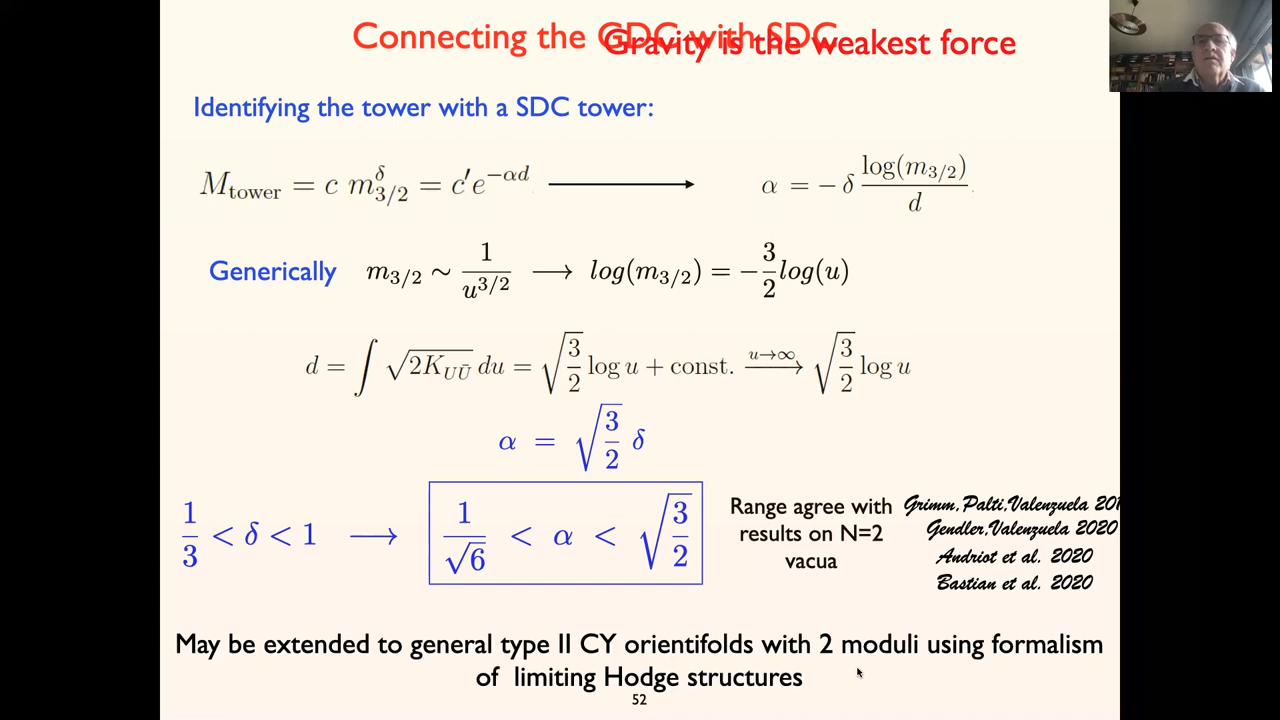 Connecting the GDC with SDC
Gravity is the weakest force
Identifying the tower with a SDC tower:
M_tower = c m_{3/2}^δ = c′e^{−αd} ⟶ α = − δ log(m_{3/2}) / d
Generically m_{3/2} ∼ 1/u^{3/2} ⟶ log(m_{3/2}) = −3/2 log(u)
d = ∫ √(2K_{UŪ}) du = √(3/2) log u + const. —u→∞→ √(3/2) log u
α = √(3/2) δ
1/3 < δ < 1 ⟶ 1/√6 < α < √(3/2)
Range agree with
results on N=2
vacua
Grimm,Palti,Valenzuela
Gendler,Valenzuela 2020
Andriot et al. 2020
Bastian et al. 2020
May be extended to general type II CY orientifolds with 2 moduli using formalism
of limiting Hodge structures
52